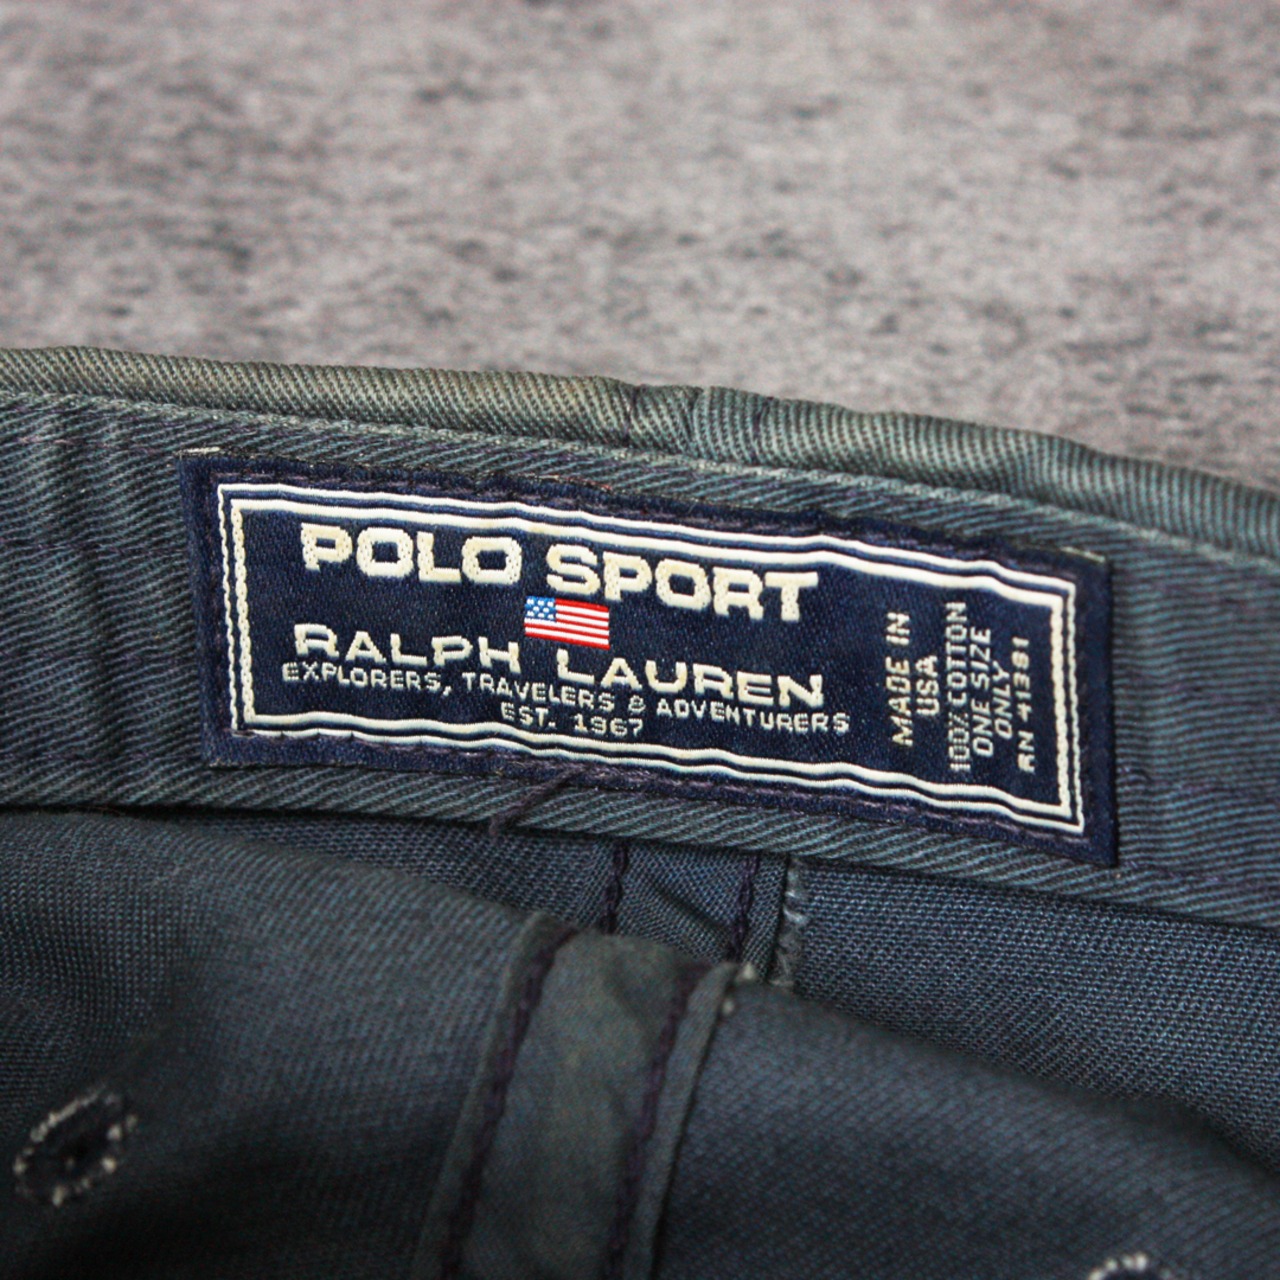 POLO SPORT
RALPH LAUREN
EXPLORERS, TRAVELERS & ADVENTURERS
EST. 1967
MADE IN
USA
100% COTTON
ONE SIZE
ONLY
RN 41381